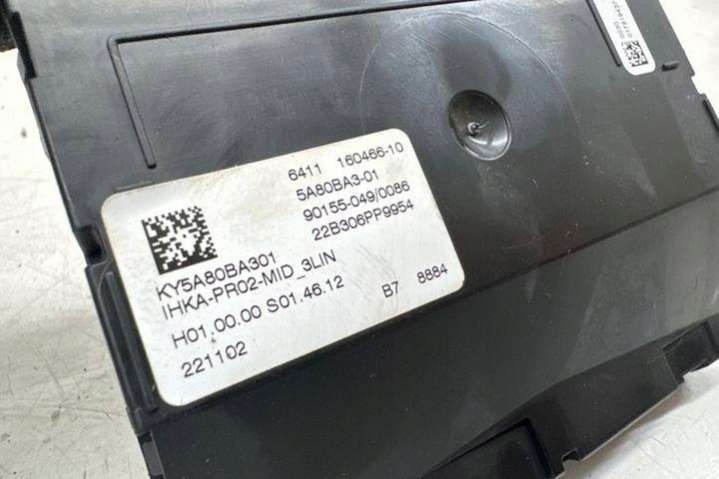 6411 160466-10
5A80BA3-01
90155-049/0086
22B306PP9954
KY5A80BA301
IHKA-PR02-MID_3LIN
H01.00.00 S01.46.12 B7 8884
221102